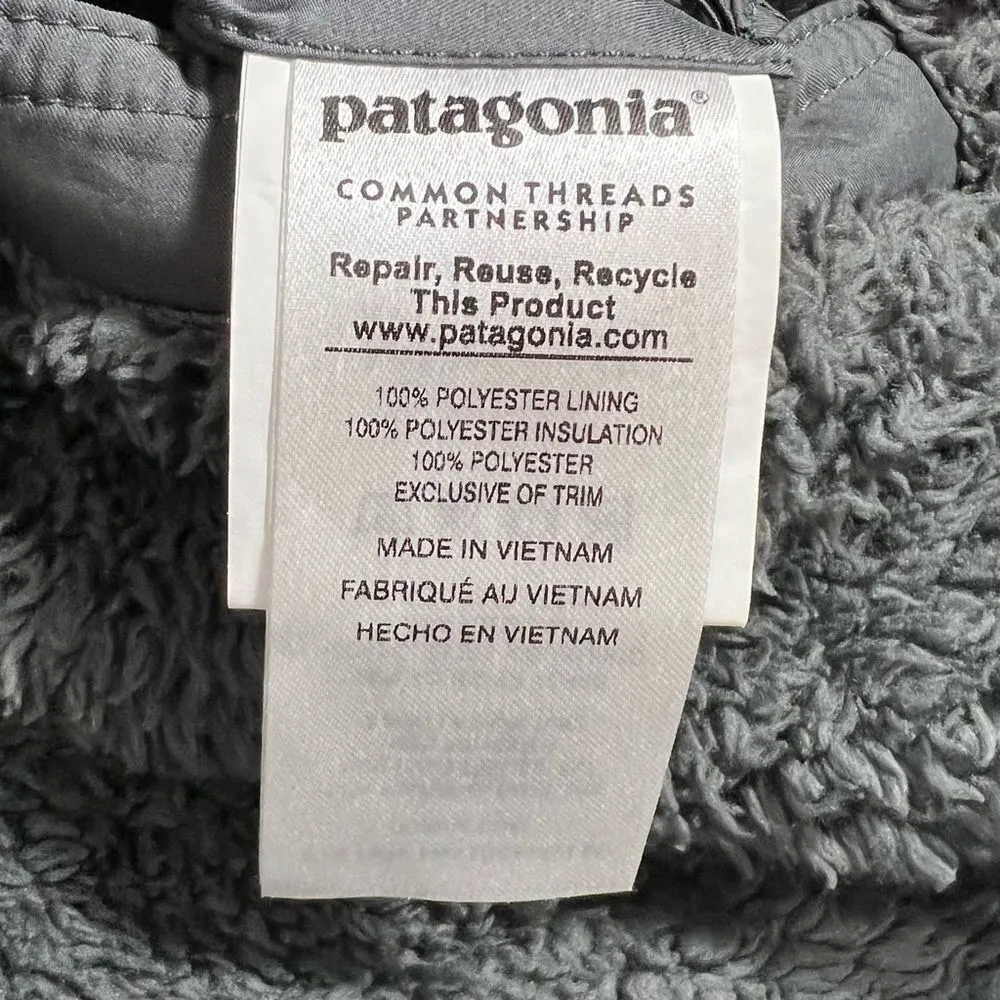 patagonia®
COMMON THREADS
PARTNERSHIP
Repair, Reuse, Recycle
This Product
www.patagonia.com
100% POLYESTER LINING
100% POLYESTER INSULATION
100% POLYESTER
EXCLUSIVE OF TRIM
MADE IN VIETNAM
FABRIQUÉ AU VIETNAM
HECHO EN VIETNAM